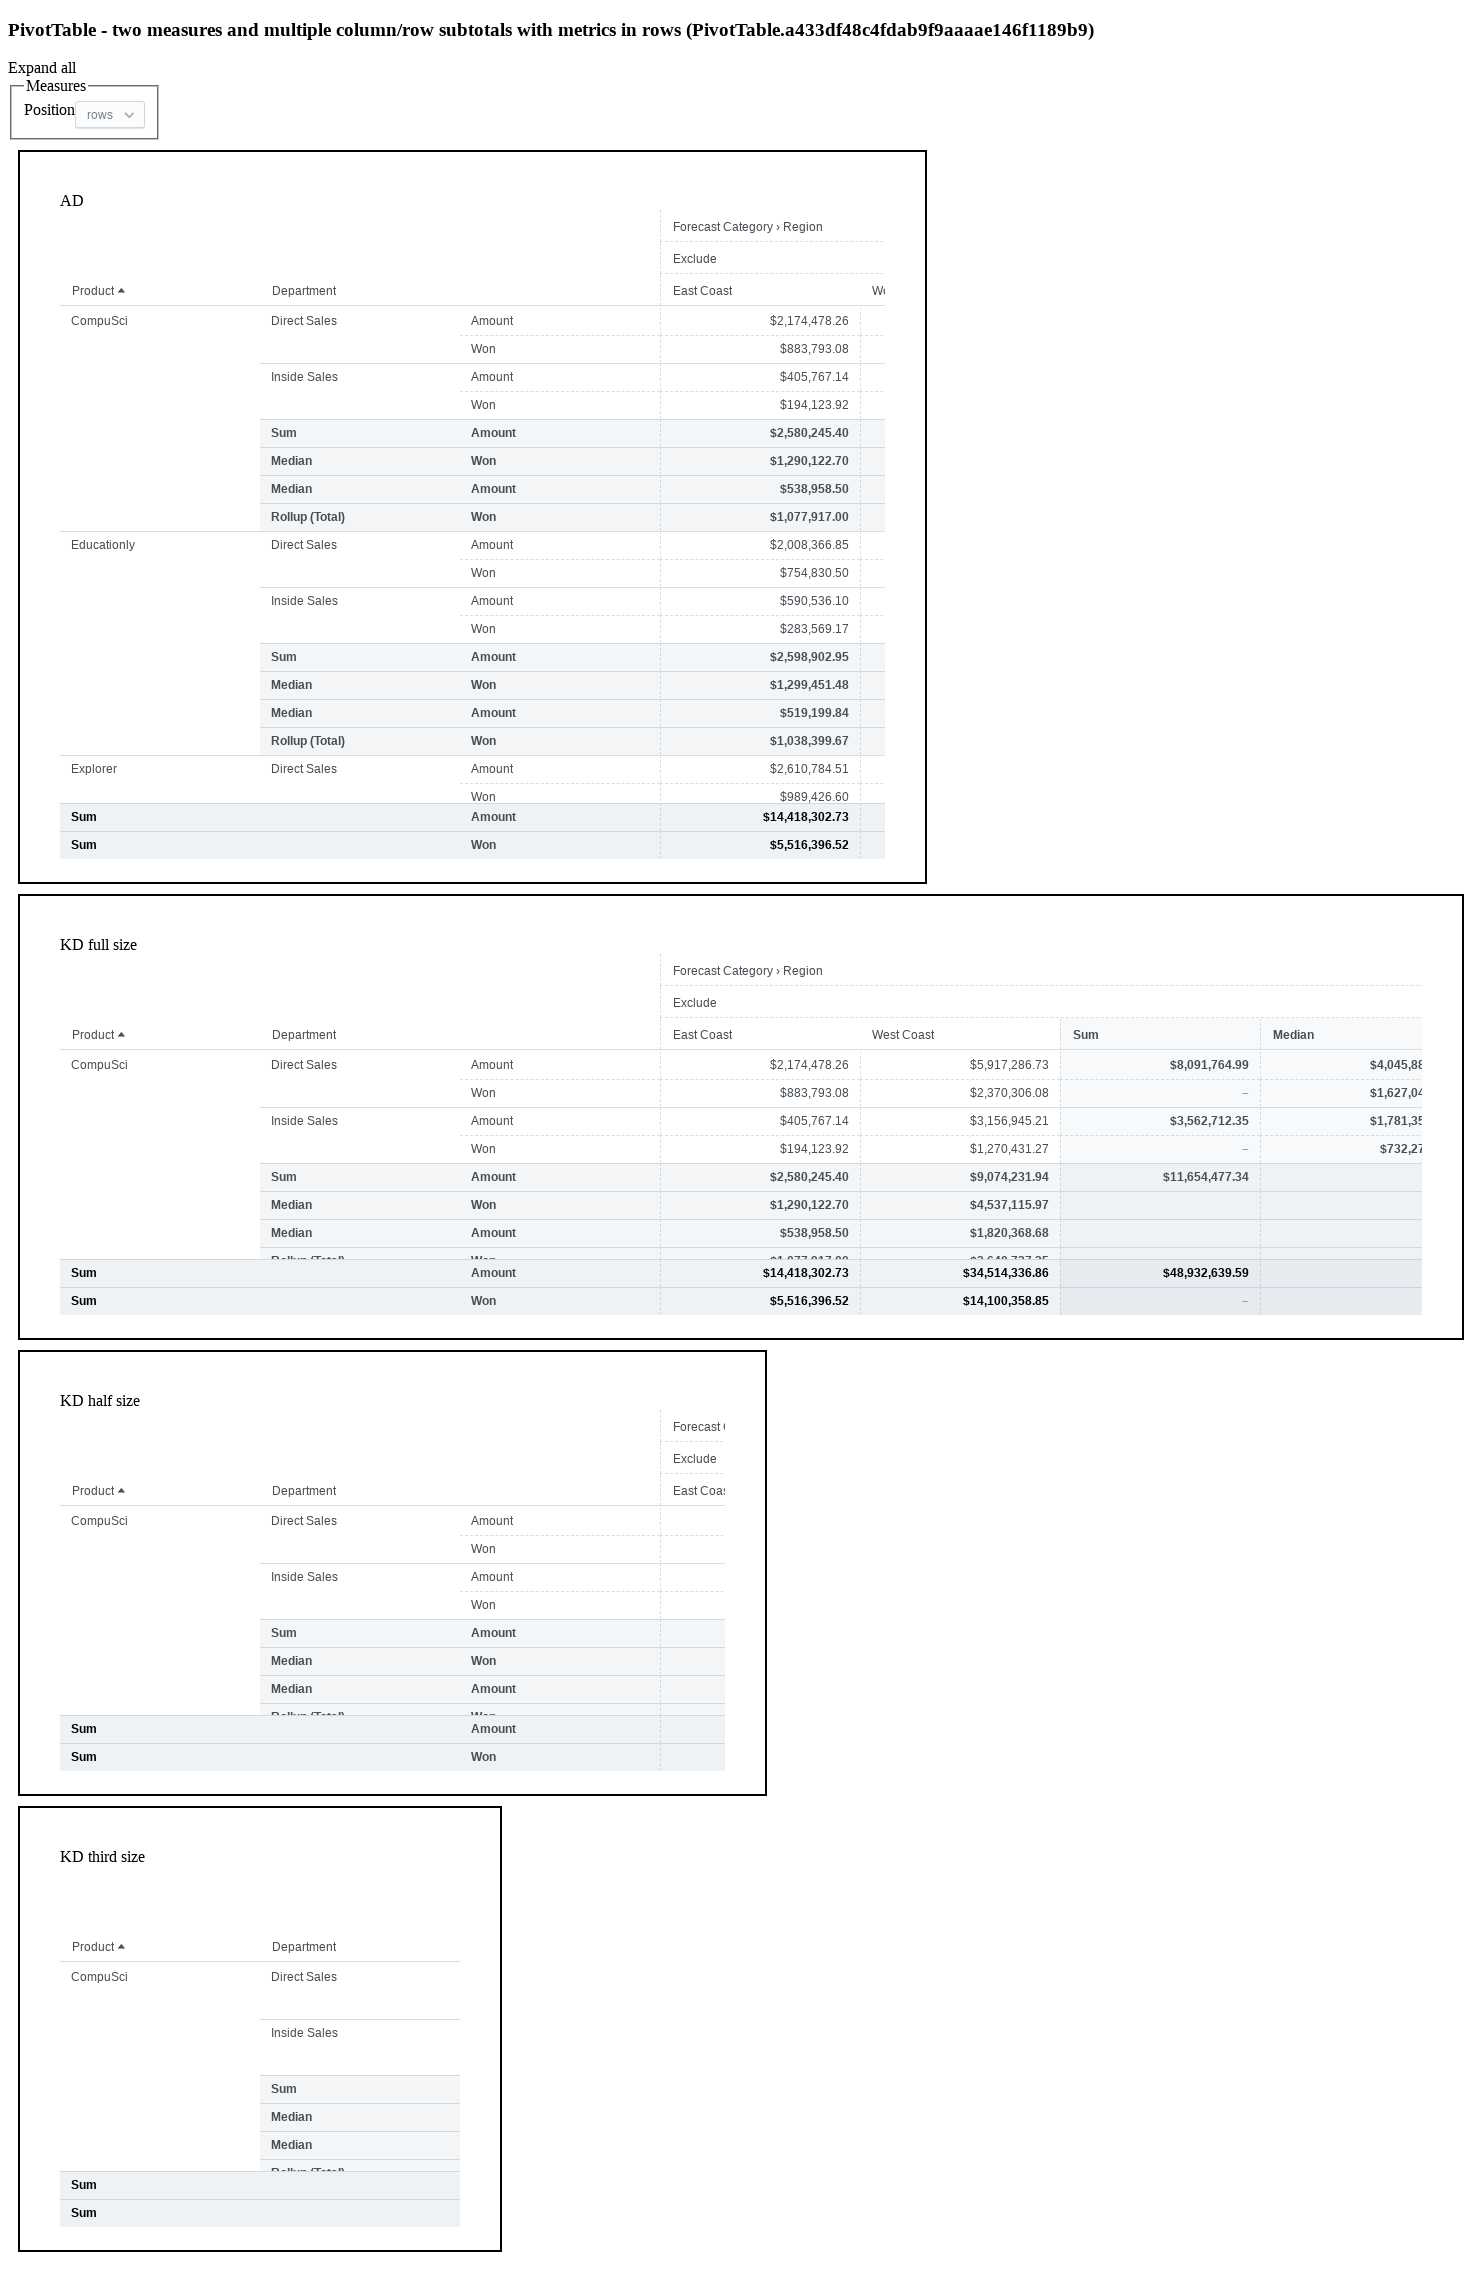 PivotTable - two measures and multiple column/row subtotals with metrics in rows (PivotTable.a433df48c4fdab9f9aaaae146f1189b9)
Expand all
Measures
Position rows
AD
Forecast Category › Region
Exclude
Product Department East Coast
CompuSci Direct Sales Amount $2,174,478.26
Won $883,793.08
Inside Sales Amount $405,767.14
Won $194,123.92
Sum Amount $2,580,245.40
Median Won $1,290,122.70
Median Amount $538,958.50
Rollup (Total) Won $1,077,917.00
Educationly Direct Sales Amount $2,008,366.85
Won $754,830.50
Inside Sales Amount $590,536.10
Won $283,569.17
Sum Amount $2,598,902.95
Median Won $1,299,451.48
Median Amount $519,199.84
Rollup (Total) Won $1,038,399.67
Explorer Direct Sales Amount $2,610,784.51
Won $989,426.60
Sum Amount $14,418,302.73
Sum Won $5,516,396.52
KD full size
Forecast Category › Region
Exclude
Product Department East Coast West Coast Sum Median
CompuSci Direct Sales Amount $2,174,478.26 $5,917,286.73 $8,091,764.99 $4,045,88
Won $883,793.08 $2,370,306.08 – $1,627,04
Inside Sales Amount $405,767.14 $3,156,945.21 $3,562,712.35 $1,781,35
Won $194,123.92 $1,270,431.27 – $732,27
Sum Amount $2,580,245.40 $9,074,231.94 $11,654,477.34
Median Won $1,290,122.70 $4,537,115.97
Median Amount $538,958.50 $1,820,368.68
Sum Amount $14,418,302.73 $34,514,336.86 $48,932,639.59
Sum Won $5,516,396.52 $14,100,358.85 –
KD half size
Forecast
Exclude
Product Department East Coas
CompuSci Direct Sales Amount
Won
Inside Sales Amount
Won
Sum Amount
Median Won
Median Amount
Sum Amount
Sum Won
KD third size
Product Department
CompuSci Direct Sales
Inside Sales
Sum
Median
Median
Sum
Sum